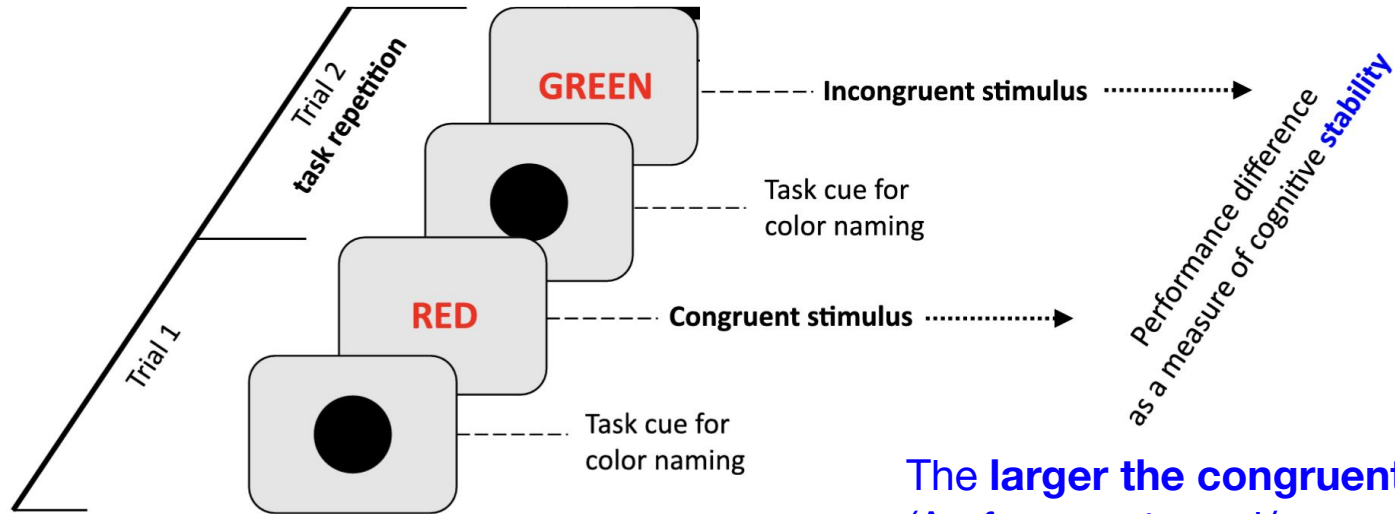 Trial 2
task repetition
GREEN
Incongruent stimulus
Task cue for
color naming
Trial 1
RED
Congruent stimulus
Task cue for
color naming
Performance difference
as a measure of cognitive stability
The larger the congruent